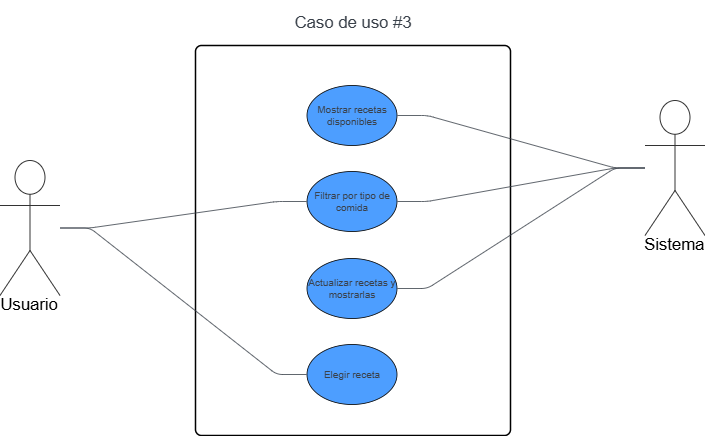 Caso de uso #3
Mostrar recetas
disponibles
Filtrar por tipo de
comida
Sistema
Actualizar recetas y
mostrarlas
Usuario
Elegir receta